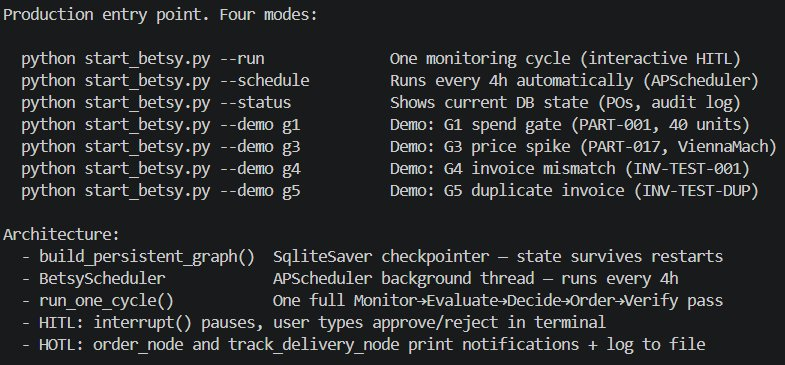 Production entry point. Four modes:
python start_betsy.py --run One monitoring cycle (interactive HITL)
python start_betsy.py --schedule Runs every 4h automatically (APScheduler)
python start_betsy.py --status Shows current DB state (POs, audit log)
python start_betsy.py --demo g1 Demo: G1 spend gate (PART-001, 40 units)
python start_betsy.py --demo g3 Demo: G3 price spike (PART-017, ViennaMach)
python start_betsy.py --demo g4 Demo: G4 invoice mismatch (INV-TEST-001)
python start_betsy.py --demo g5 Demo: G5 duplicate invoice (INV-TEST-DUP)
Architecture:
- build_persistent_graph() SqliteSaver checkpointer — state survives restarts
- BetsyScheduler APScheduler background thread — runs every 4h
- run_one_cycle() One full Monitor→Evaluate→Decide→Order→Verify pass
- HITL: interrupt() pauses, user types approve/reject in terminal
- HOTL: order_node and track_delivery_node print notifications + log to file